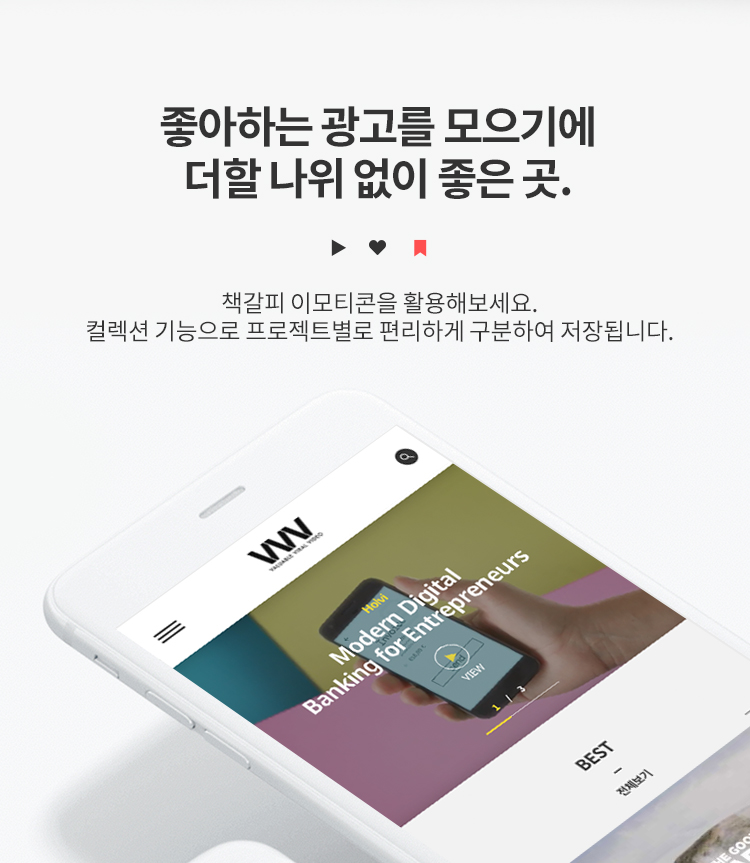 좋아하는 광고를 모으기에
더할 나위 없이 좋은 곳.
책갈피 이모티콘을 활용해보세요.
컬렉션 기능으로 프로젝트별로 편리하게 구분하여 저장됩니다.
VVV
VALUABLE VIRAL VIDEO
Holvi
Modern Digital
Banking for Entrepreneurs
VIEW
1 / 3
BEST
전체보기